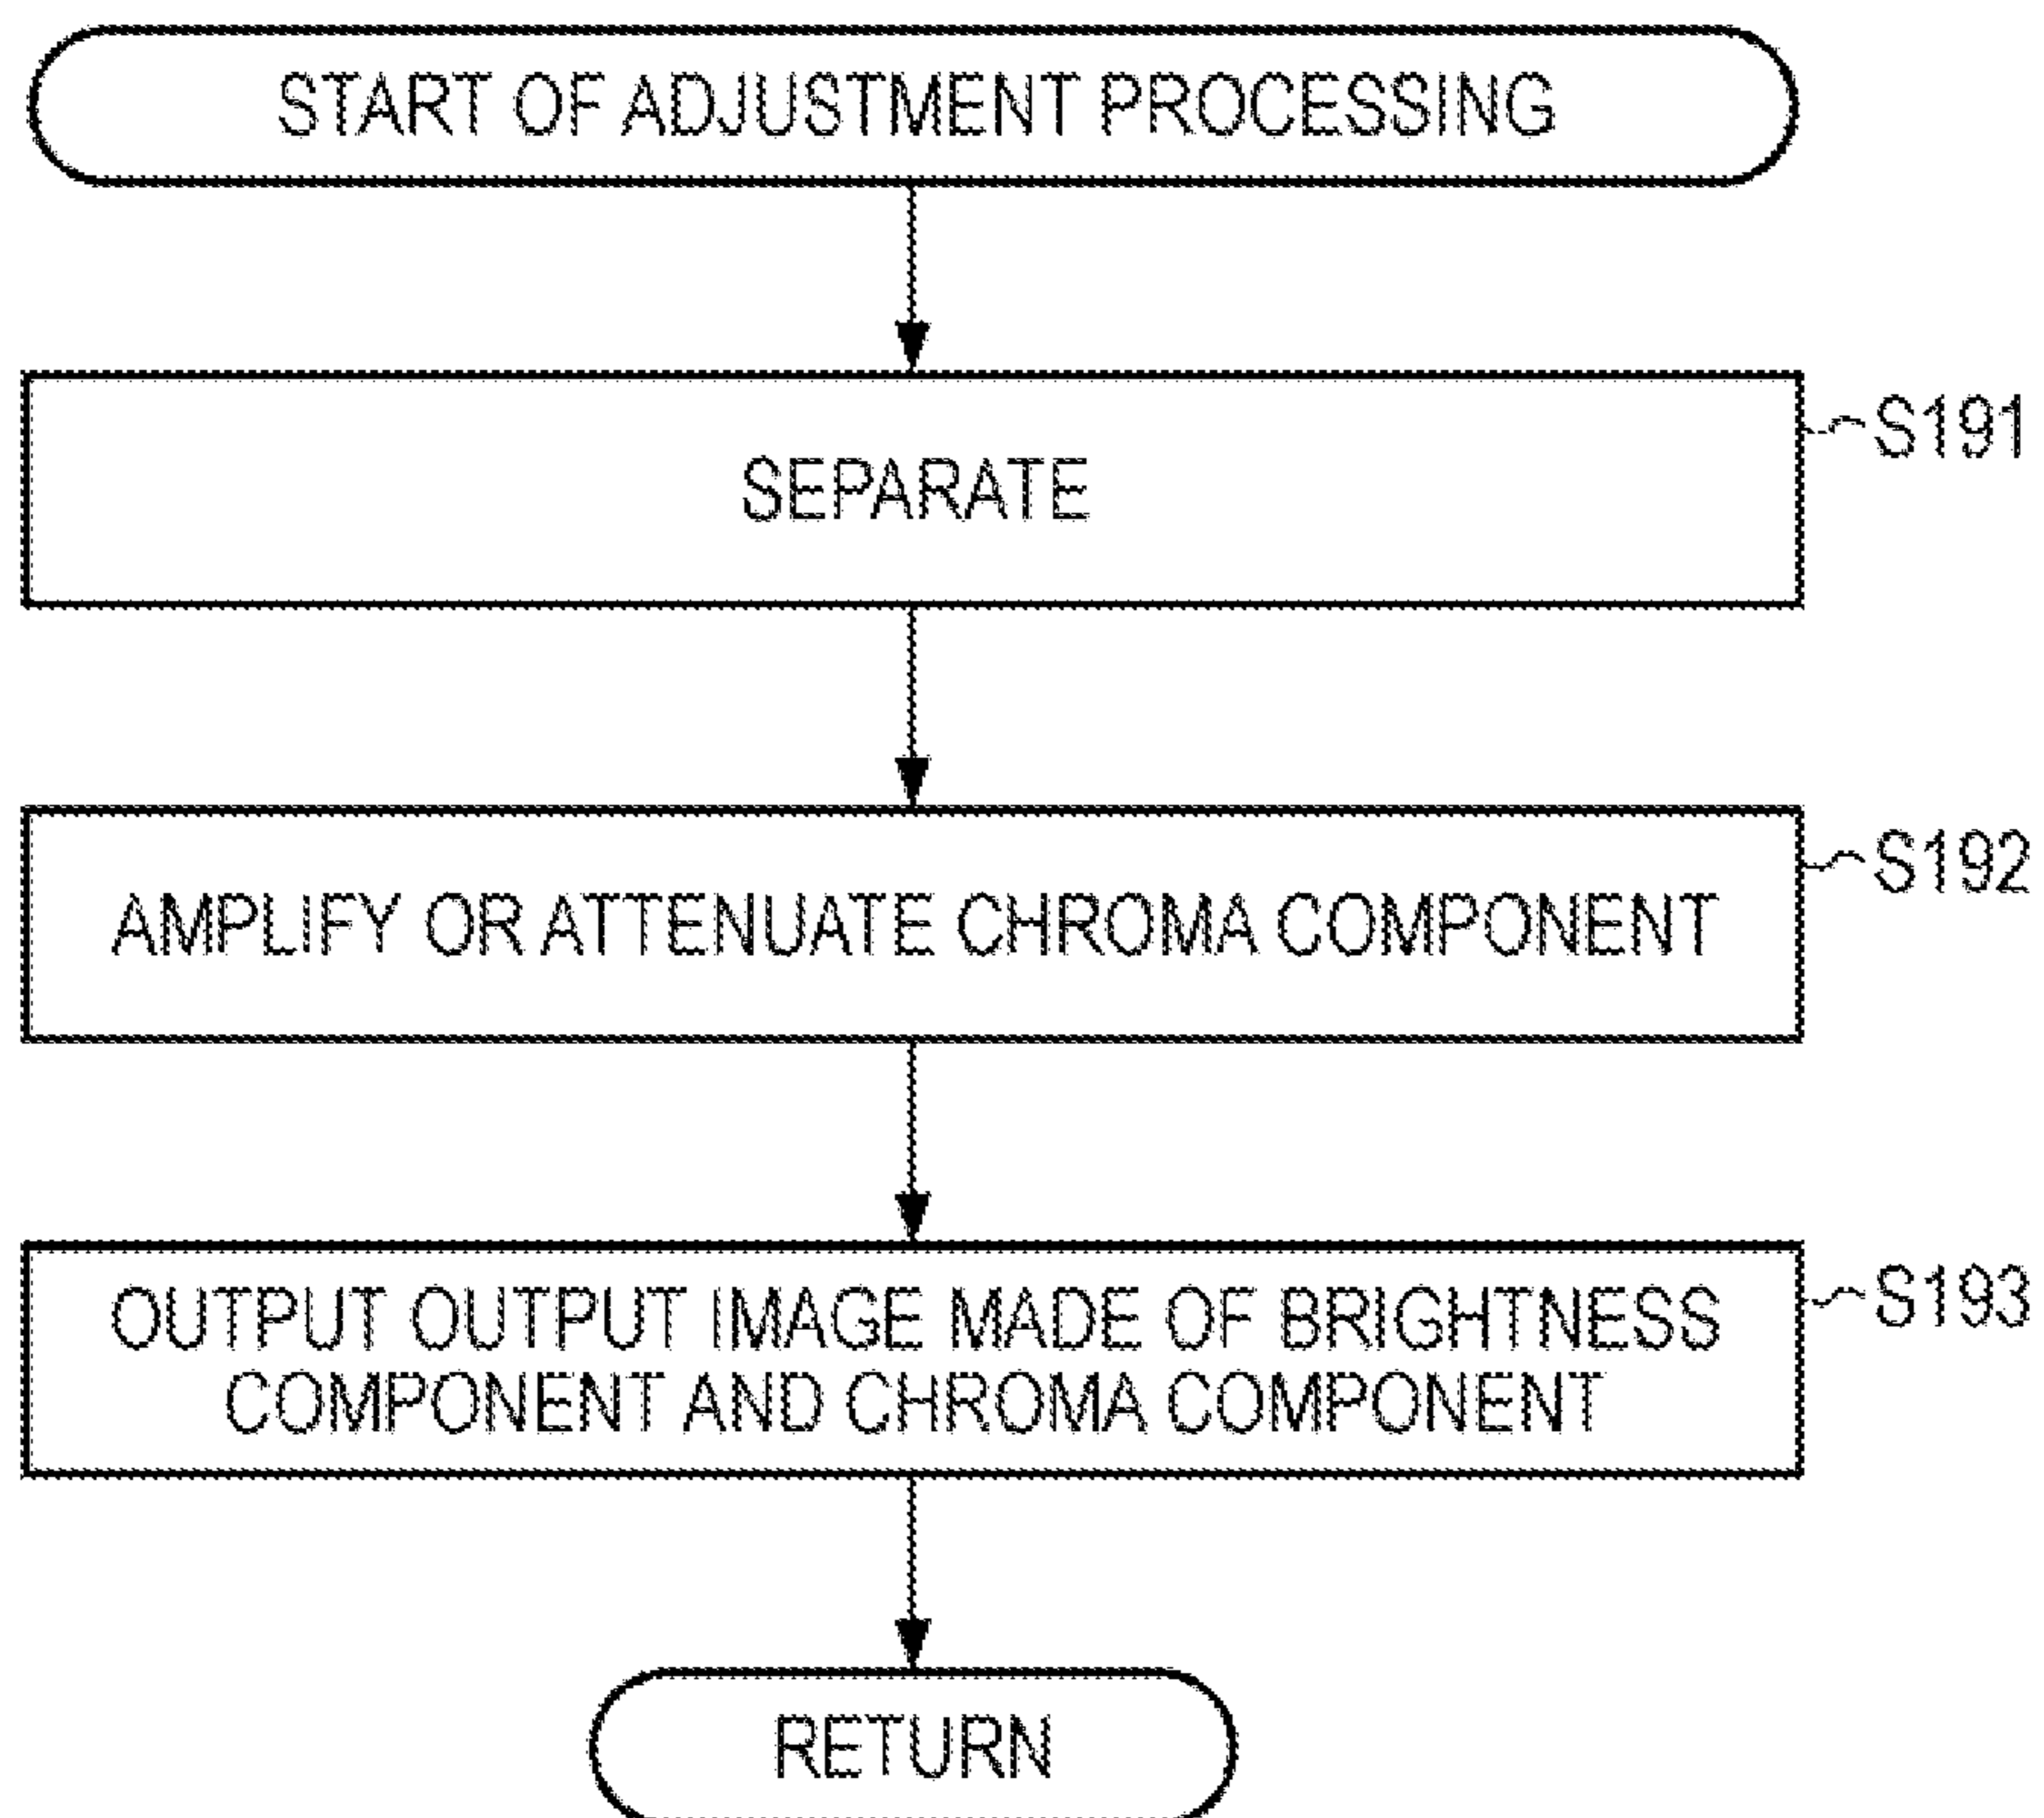 START OF ADJUSTMENT PROCESSING
SEPARATE
S191
AMPLIFY OR ATTENUATE CHROMA COMPONENT
S192
OUTPUT OUTPUT IMAGE MADE OF BRIGHTNESS
COMPONENT AND CHROMA COMPONENT
S193
RETURN